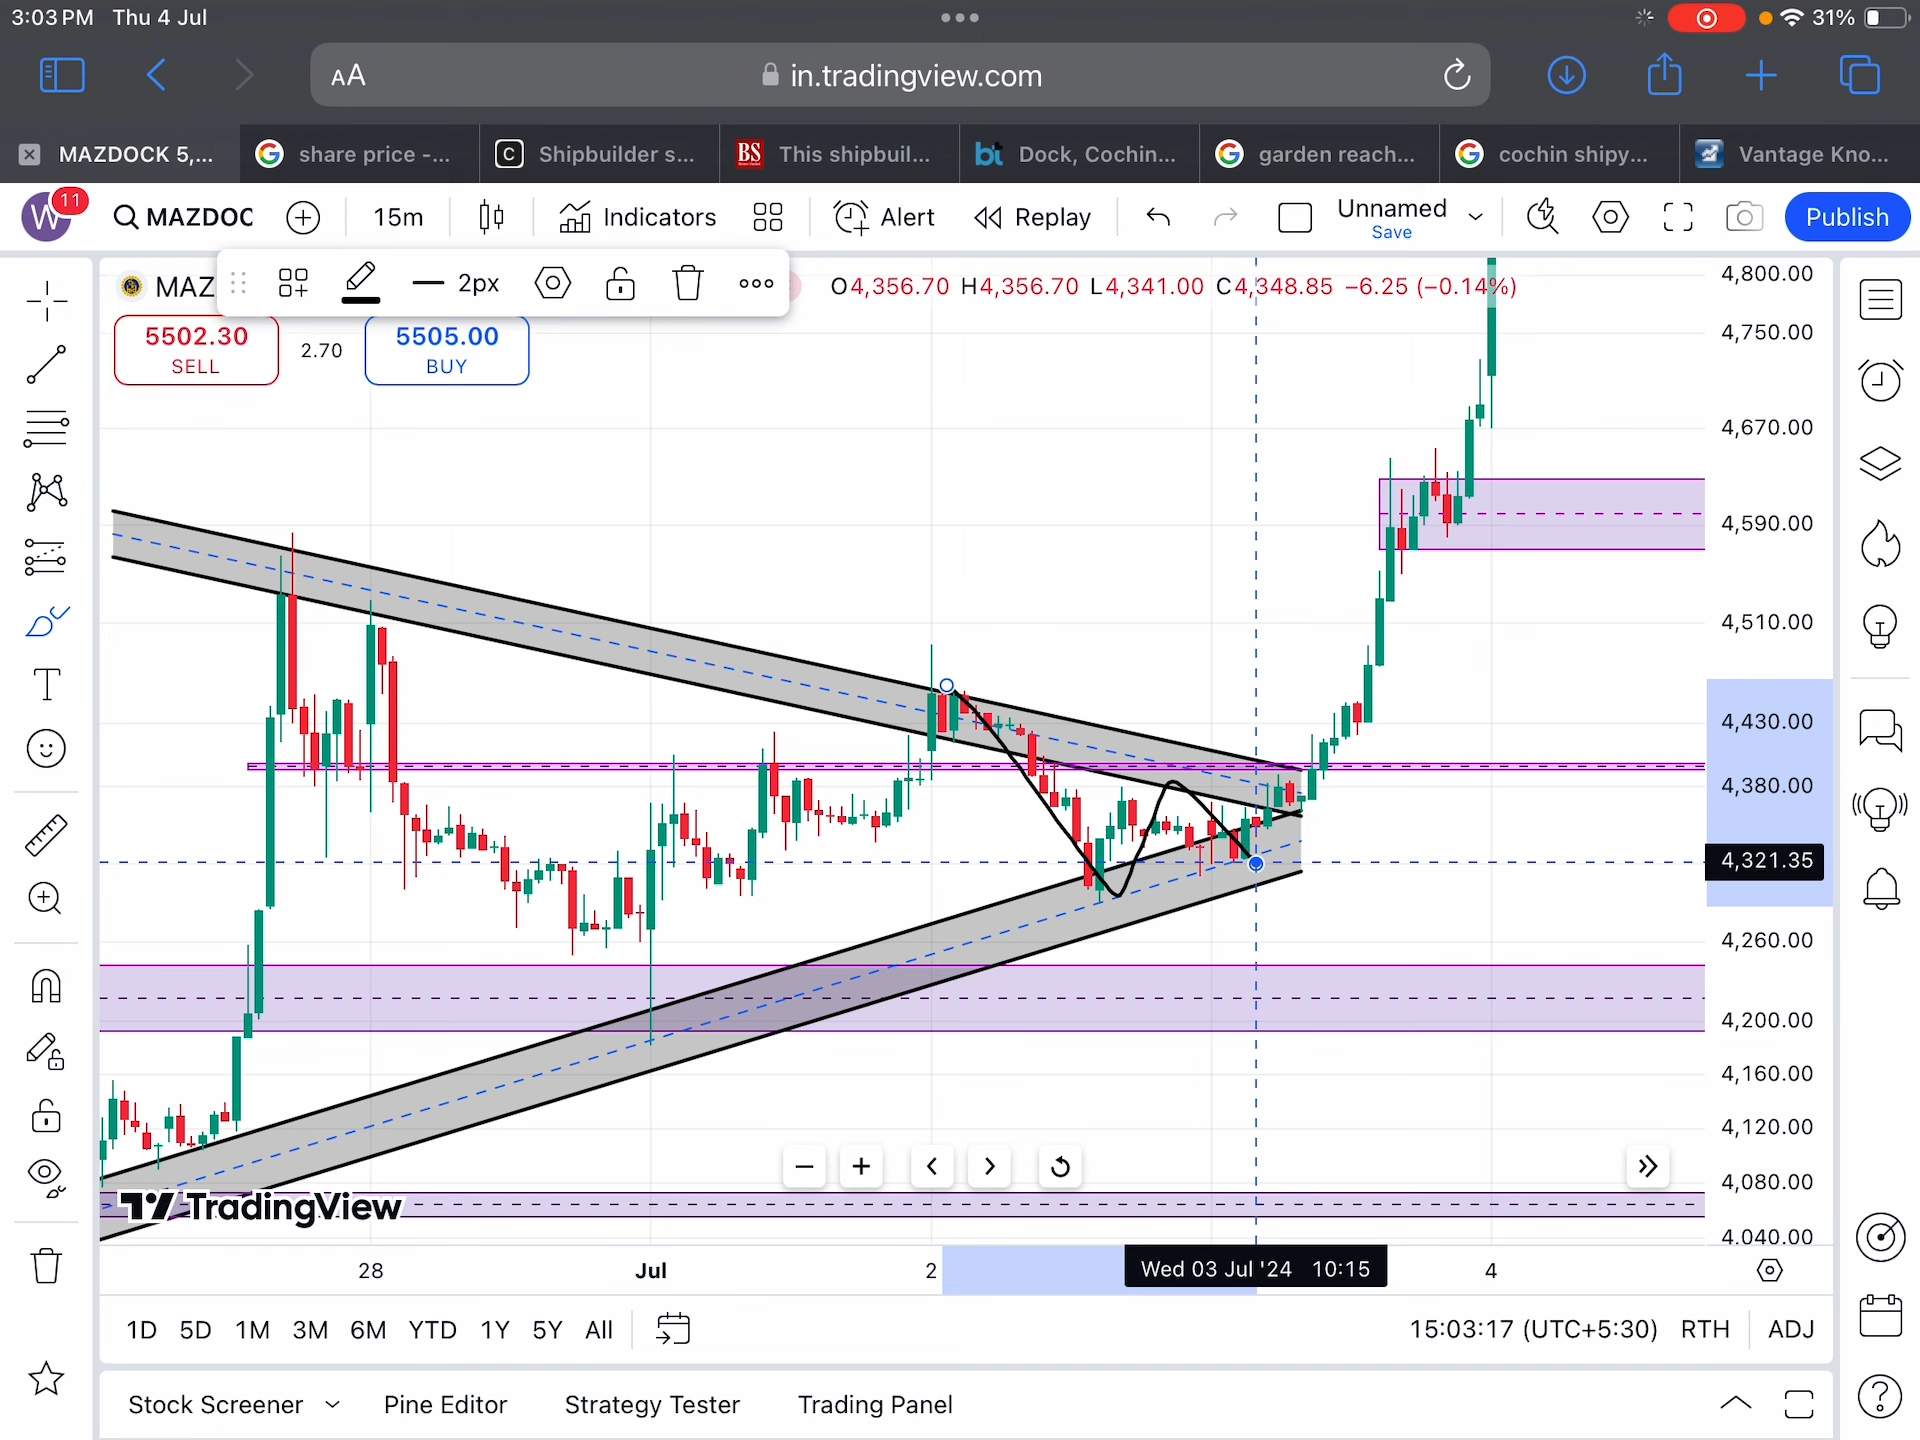 3:03 PM Thu 4 Jul
31%
AA
in.tradingview.com
MAZDOCK 5,...
share price -...
Shipbuilder s...
This shipbuil...
Dock, Cochin...
garden reach...
cochin shipy...
Vantage Kno...
W 11
MAZDOC
15m
Indicators
Alert
Replay
Unnamed
Save
Publish
MAZ
2px
O4,356.70 H4,356.70 L4,341.00 C4,348.85 −6.25 (−0.14%)
5502.30
SELL
2.70
5505.00
BUY
4,800.00
4,750.00
4,670.00
4,590.00
4,510.00
4,430.00
4,380.00
4,321.35
4,260.00
4,200.00
4,160.00
4,120.00
4,080.00
4,040.00
TradingView
28
Jul
2
Wed 03 Jul '24 10:15
4
1D 5D 1M 3M 6M YTD 1Y 5Y All
15:03:17 (UTC+5:30) RTH ADJ
Stock Screener
Pine Editor
Strategy Tester
Trading Panel